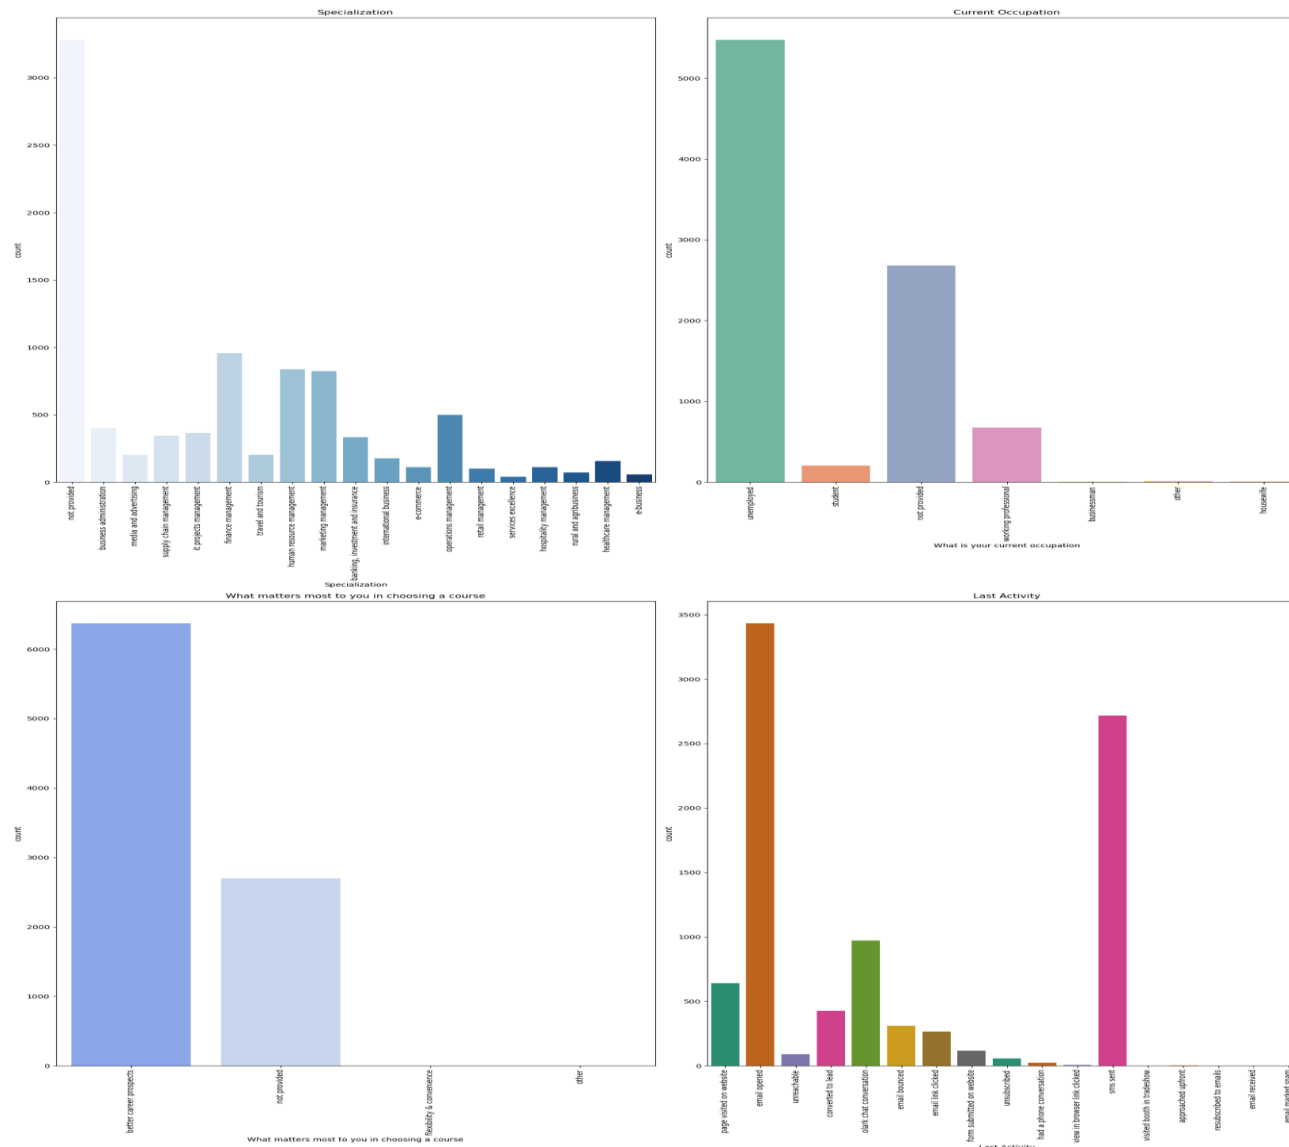 Specialization
3000
2500
2000
1500
1000
500
0
count
not provided
business administration
media and advertising
supply chain management
it projects management
finance management
travel and tourism
human resource management
marketing management
banking, investment and insurance
international business
e-commerce
operations management
retail management
services excellence
hospitality management
rural and agribusiness
healthcare management
e-business
Specialization
Current Occupation
5000
4000
3000
2000
1000
0
count
unemployed
student
not provided
working professional
businessman
other
housewife
What is your current occupation
What matters most to you in choosing a course
6000
5000
4000
3000
2000
1000
0
count
better career prospects
not provided
flexibility & convenience
other
What matters most to you in choosing a course
Last Activity
3500
3000
2500
2000
1500
1000
500
0
count
page visited on website
email opened
unreachable
converted to lead
olark chat conversation
email bounced
email link clicked
form submitted on website
unsubscribed
had a phone conversation
view in browser link clicked
sms sent
visited booth in tradeshow
approached upfront
resubscribed to emails
email received
email marked spam
Last Activity